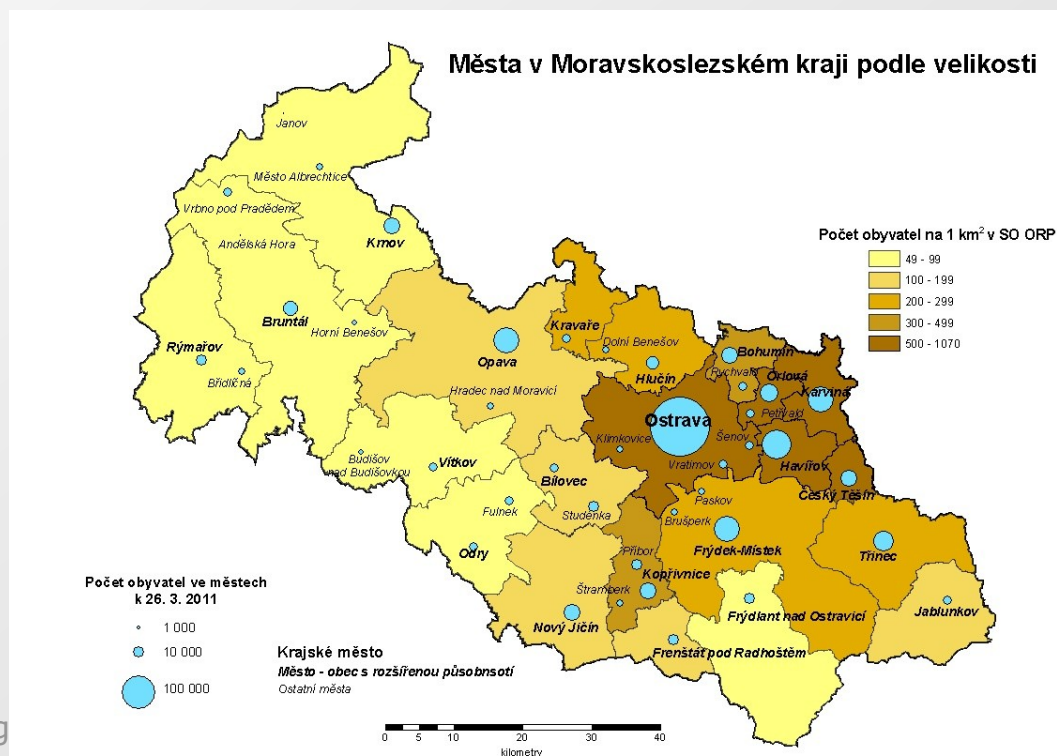 Města v Moravskoslezském kraji podle velikosti
Janov
Město Albrechtice
Vrbno pod Pradědem
Andělská Hora
Krnov
Počet obyvatel na 1 km² v SO ORP
49 - 99
100 - 199
200 - 299
300 - 499
500 - 1070
Bruntál
Horní Benešov
Rýmařov
Břidličná
Opava
Kravaře
Dolní Benešov
Hlučín
Bohumín
Rychvald
Orlová
Karviná
Hradec nad Moravicí
Ostrava
Petřvald
Klimkovice
Šenov
Vratimov
Havířov
Český Těšín
Budišov
nad Budišovkou
Vítkov
Bílovec
Studénka
Fulnek
Odry
Paskov
Brušperk
Frýdek-Místek
Třinec
Příbor
Kopřivnice
Štramberk
Nový Jičín
Frýdlant nad Ostravicí
Jablunkov
Frenštát pod Radhoštěm
Počet obyvatel ve městech
k 26. 3. 2011
1 000
10 000
100 000
Krajské město
Město - obec s rozšířenou působnsotí
Ostatní města
0 5 10 20 30 40
kilometry
g